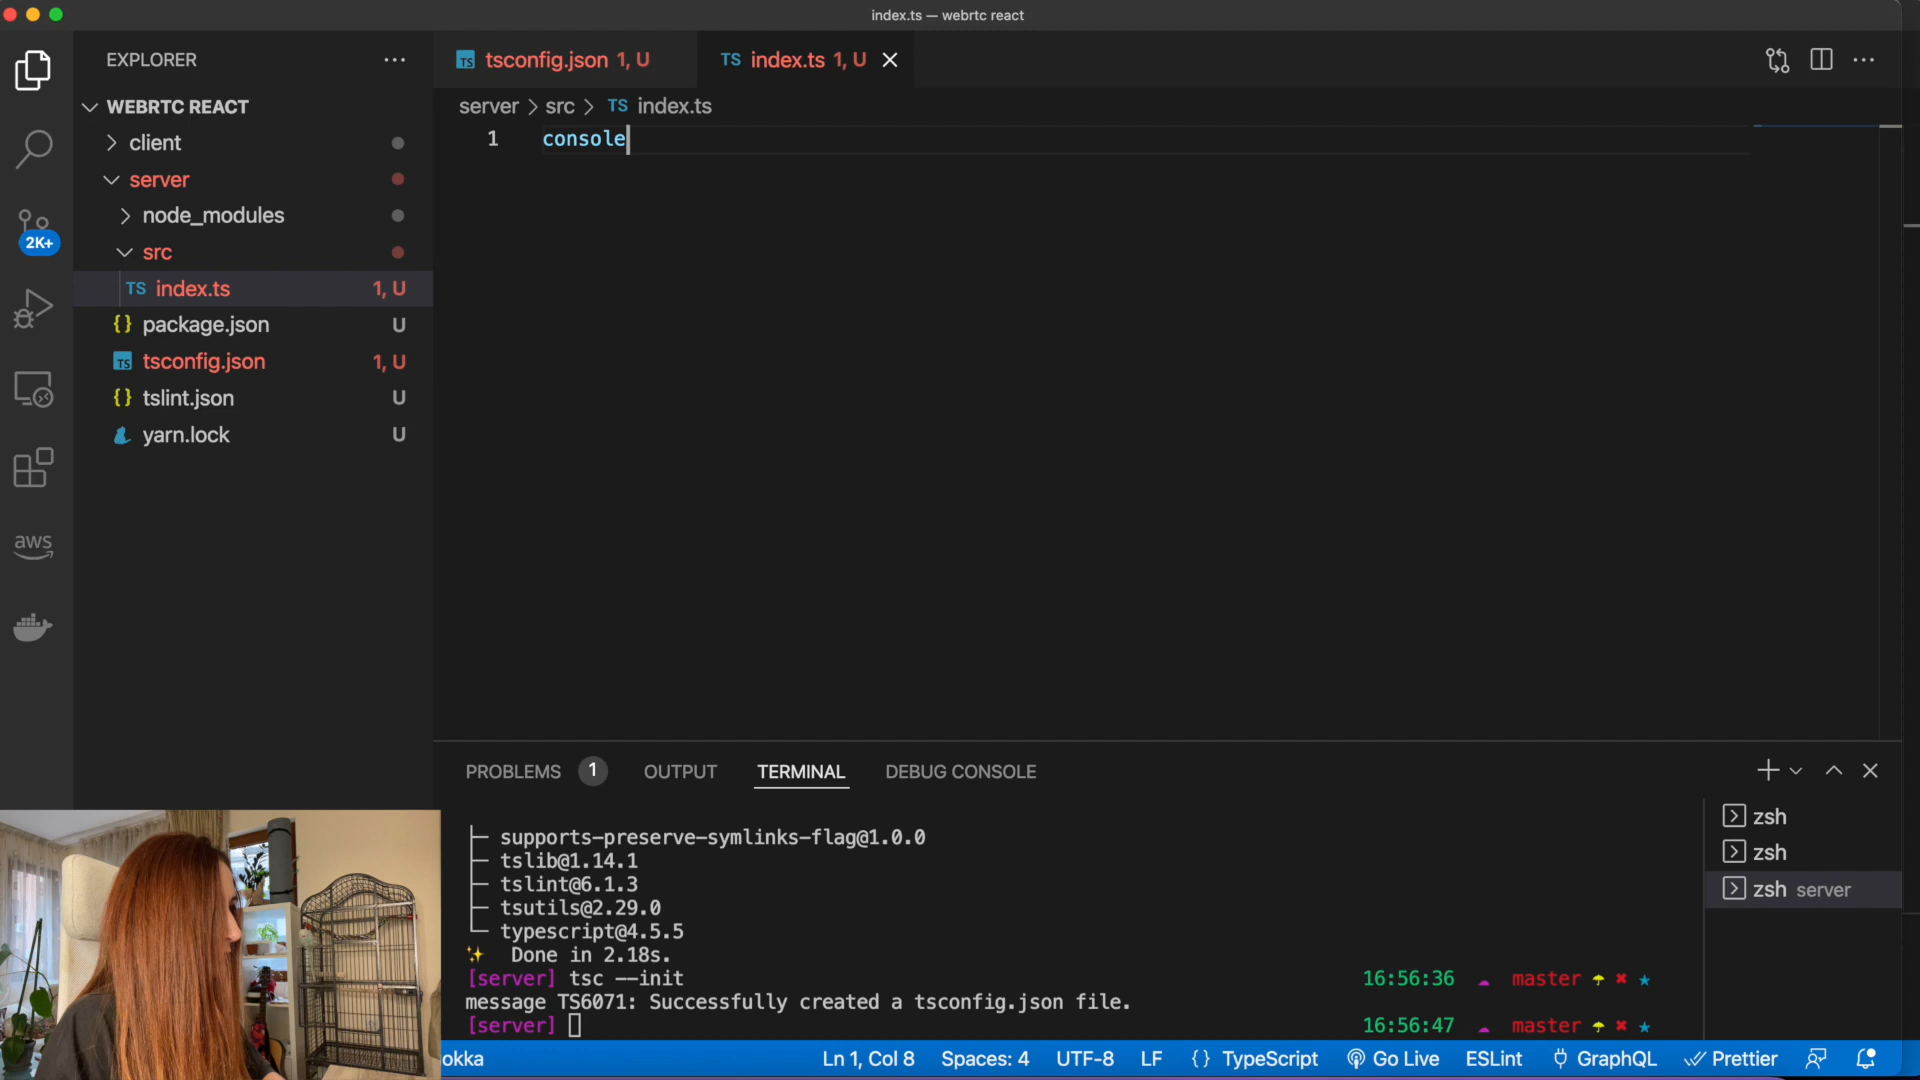 index.ts — webrtc react
EXPLORER
WEBRTC REACT
client
server
node_modules
src
TS index.ts 1, U
{} package.json U
TS tsconfig.json 1, U
{} tslint.json U
yarn.lock U
2K+
aws
TS tsconfig.json 1, U
TS index.ts 1, U
server > src > TS index.ts
1 console
PROBLEMS 1 OUTPUT TERMINAL DEBUG CONSOLE
├─ supports-preserve-symlinks-flag@1.0.0
├─ tslib@1.14.1
├─ tslint@6.1.3
├─ tsutils@2.29.0
└─ typescript@4.5.5
✨ Done in 2.18s.
[server] tsc --init 16:56:36 master
message TS6071: Successfully created a tsconfig.json file.
[server] 16:56:47 master
zsh
zsh
zsh server
okka Ln 1, Col 8 Spaces: 4 UTF-8 LF {} TypeScript Go Live ESLint GraphQL Prettier